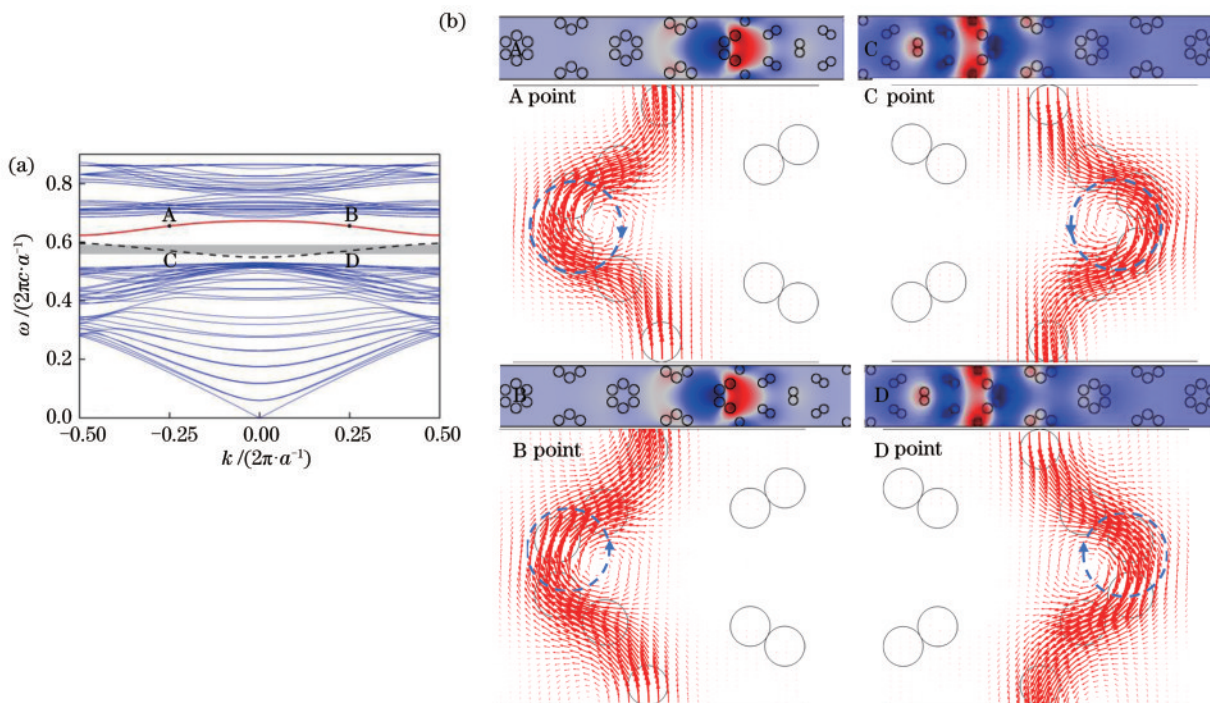 (a)
ω/(2πc·a⁻¹)
0.8
0.6
0.4
0.2
0.0
A
B
C
D
−0.50
−0.25
0.00
0.25
0.50
k/(2π·a⁻¹)
(b)
A
C
A point
C point
B
D
B point
D point